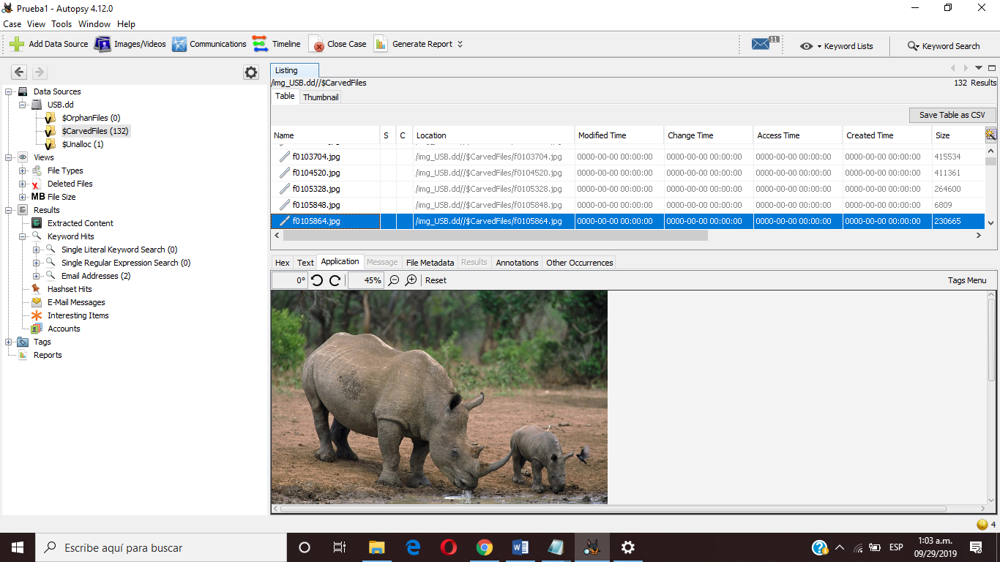 Prueba1 - Autopsy 4.12.0
Case View Tools Window Help
Add Data Source Images/Videos Communications Timeline Close Case Generate Report 11 Keyword Lists Keyword Search
Data Sources
USB.dd
$OrphanFiles (0)
$CarvedFiles (132)
$Unalloc (1)
Views
File Types
Deleted Files
MB File Size
Results
Extracted Content
Keyword Hits
Single Literal Keyword Search (0)
Single Regular Expression Search (0)
Email Addresses (2)
Hashset Hits
E-Mail Messages
Interesting Items
Accounts
Tags
Reports
Listing
/img_USB.dd//$CarvedFiles 132 Results
Table Thumbnail
Save Table as CSV
Name S C Location Modified Time Change Time Access Time Created Time Size
f0103704.jpg /img_USB.dd//$CarvedFiles/f0103704.jpg 0000-00-00 00:00:00 0000-00-00 00:00:00 0000-00-00 00:00:00 0000-00-00 00:00:00 415534
f0104520.jpg /img_USB.dd//$CarvedFiles/f0104520.jpg 0000-00-00 00:00:00 0000-00-00 00:00:00 0000-00-00 00:00:00 0000-00-00 00:00:00 411361
f0105328.jpg /img_USB.dd//$CarvedFiles/f0105328.jpg 0000-00-00 00:00:00 0000-00-00 00:00:00 0000-00-00 00:00:00 0000-00-00 00:00:00 264600
f0105848.jpg /img_USB.dd//$CarvedFiles/f0105848.jpg 0000-00-00 00:00:00 0000-00-00 00:00:00 0000-00-00 00:00:00 0000-00-00 00:00:00 6809
f0105864.jpg /img_USB.dd//$CarvedFiles/f0105864.jpg 0000-00-00 00:00:00 0000-00-00 00:00:00 0000-00-00 00:00:00 0000-00-00 00:00:00 230665
Hex Text Application Message File Metadata Results Annotations Other Occurrences
0° 45% Reset Tags Menu
4
Escribe aquí para buscar
ESP
1:03 a.m.
09/29/2019